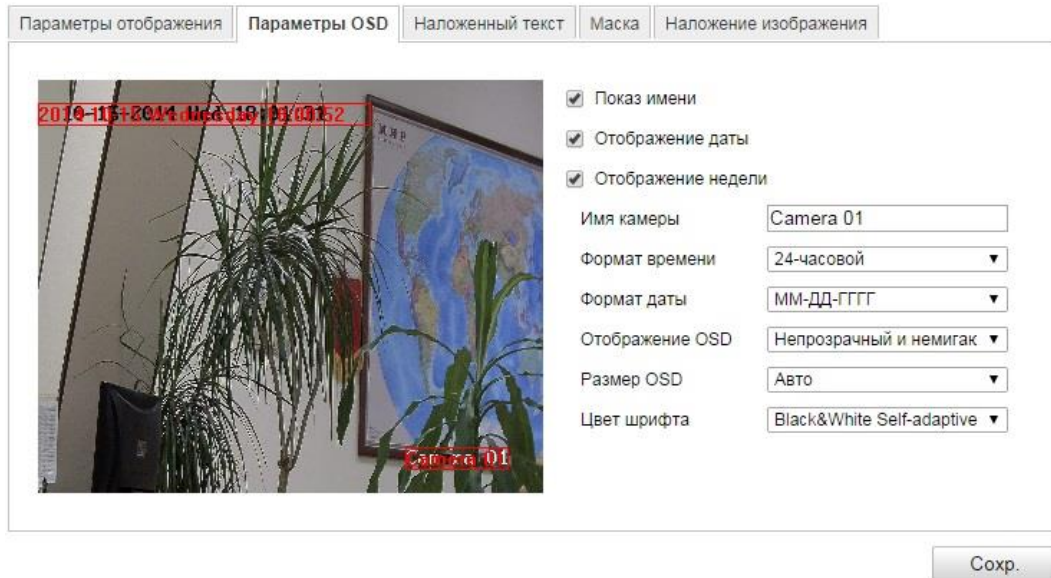 Параметры отображения
Параметры OSD
Наложенный текст
Маска
Наложение изображения
Показ имени
Отображение даты
Отображение недели
Имя камеры
Camera 01
Формат времени
24-часовой
Формат даты
ММ-ДД-ГГГГ
Отображение OSD
Непрозрачный и немигак
Размер OSD
Авто
Цвет шрифта
Black&White Self-adaptive
МИР
Camera 01
Сохр.